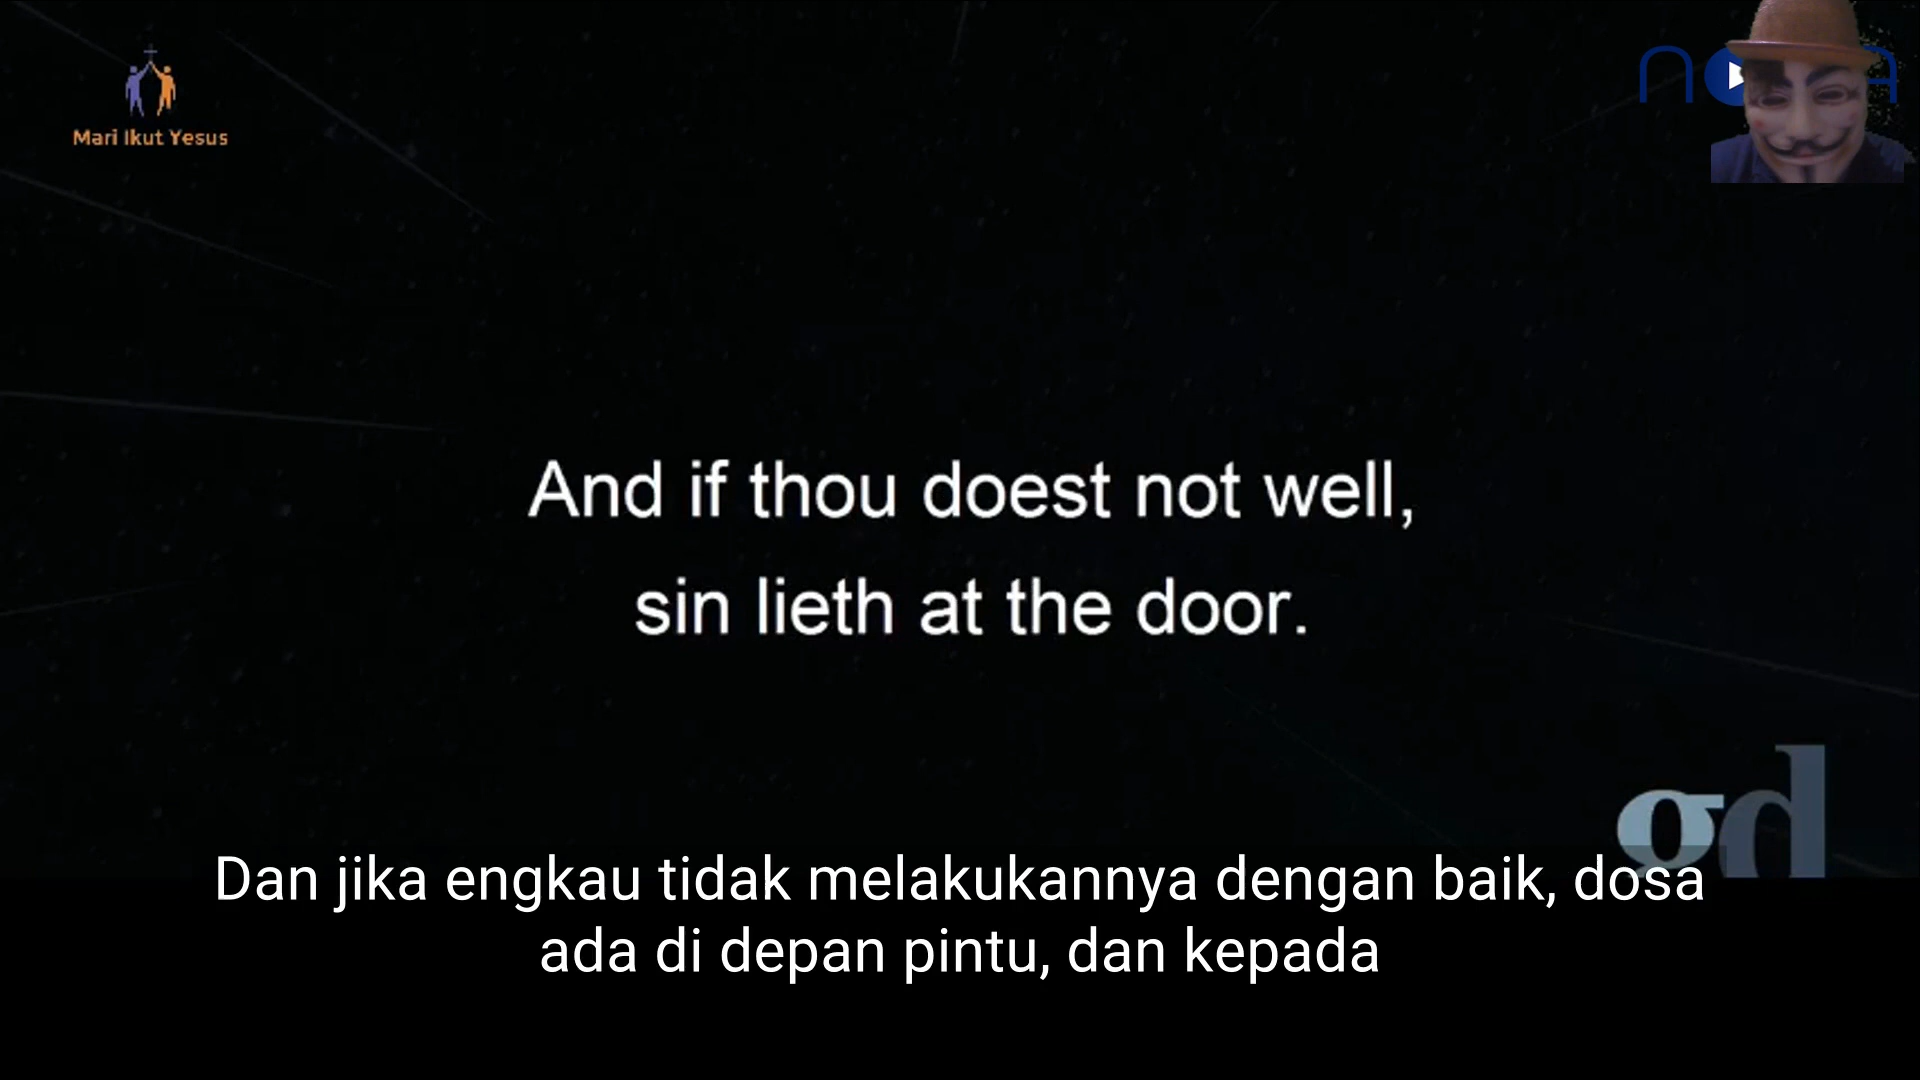 Mari Ikut Yesus
And if thou doest not well,
sin lieth at the door.
gd
Dan jika engkau tidak melakukannya dengan baik, dosa
ada di depan pintu, dan kepada